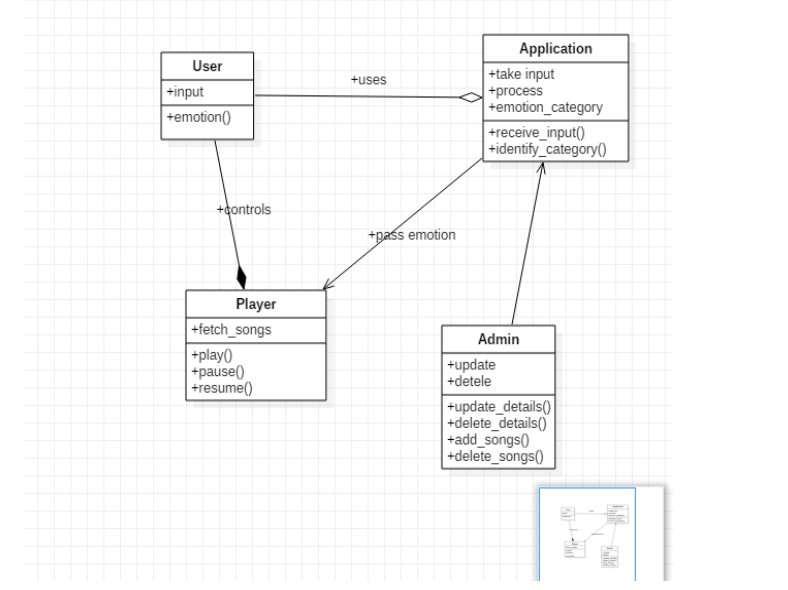 User
+input
+emotion()
+uses
Application
+take input
+process
+emotion_category
+receive_input()
+identify_category()
+controls
+pass emotion
Player
+fetch_songs
+play()
+pause()
+resume()
Admin
+update
+detele
+update_details()
+delete_details()
+add_songs()
+delete_songs()